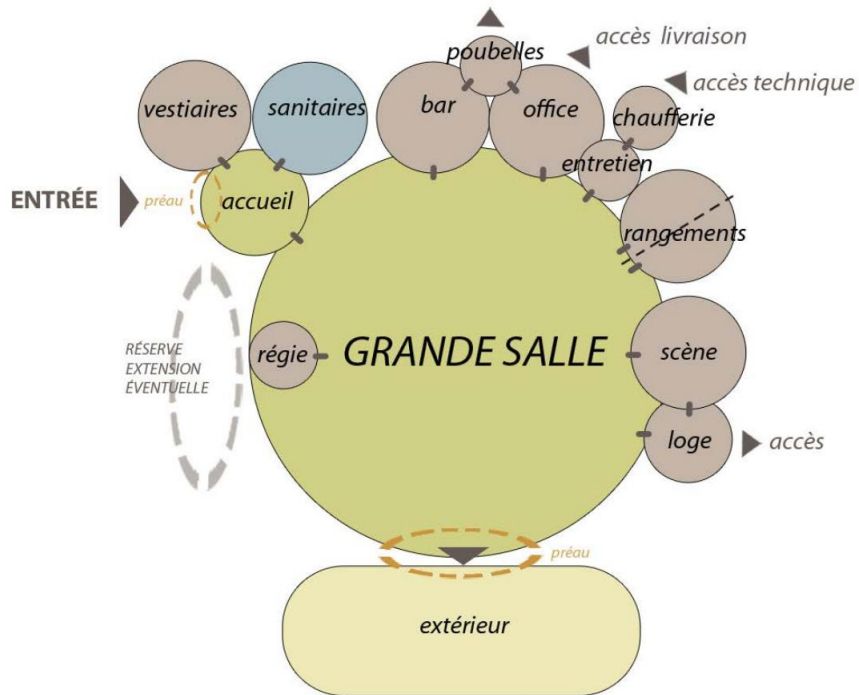 accès livraison
poubelles
accès technique
vestiaires
sanitaires
bar
office
chaufferie
entretien
ENTRÉE
préau
accueil
rangements
RÉSERVE
EXTENSION
ÉVENTUELLE
régie
GRANDE SALLE
scène
loge
accès
préau
extérieur